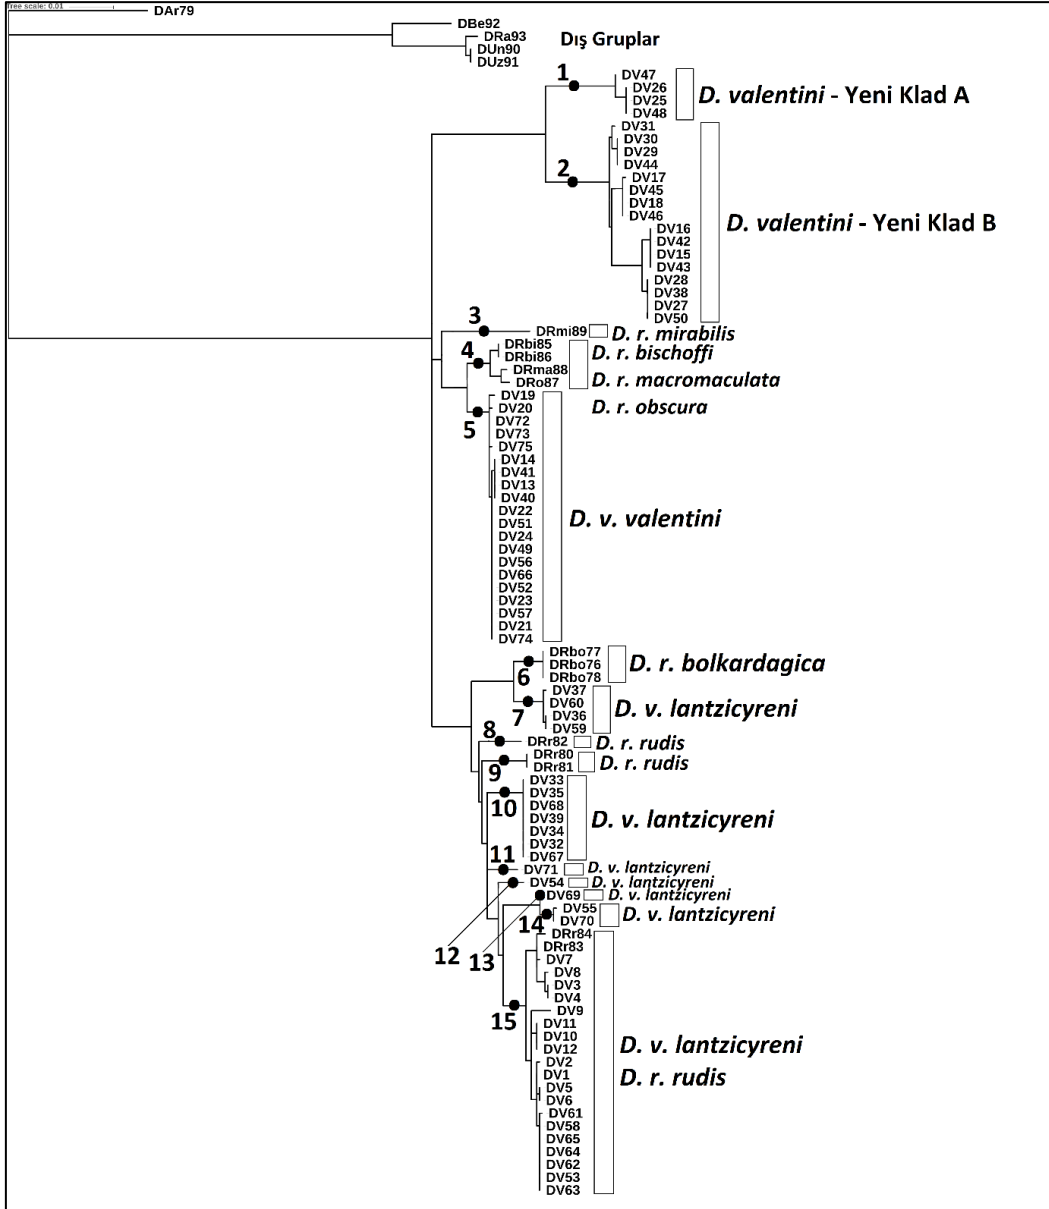 Tree scale: 0.01
DAr79
DBe92
DRa93
DUn90
DUz91
Dış Gruplar
1
DV47
DV26
DV25
DV48
D. valentini - Yeni Klad A
2
DV31
DV30
DV29
DV44
DV17
DV45
DV18
DV46
DV16
DV42
DV15
DV43
DV28
DV38
DV27
DV50
D. valentini - Yeni Klad B
3
DRmi89
D. r. mirabilis
4
DRbi85
DRbi86
DRma88
DRo87
D. r. bischoffi
D. r. macromaculata
D. r. obscura
5
DV19
DV20
DV72
DV73
DV75
DV14
DV41
DV13
DV40
DV22
DV51
DV24
DV49
DV56
DV66
DV52
DV23
DV57
DV21
DV74
D. v. valentini
6
DRbo77
DRbo76
DRbo78
D. r. bolkardagica
7
DV37
DV60
DV36
DV59
D. v. lantzicyreni
8
DRr82
D. r. rudis
9
DRr80
DRr81
D. r. rudis
10
DV33
DV35
DV68
DV39
DV34
DV32
DV67
D. v. lantzicyreni
11
DV71
D. v. lantzicyreni
12
DV54
D. v. lantzicyreni
13
DV69
D. v. lantzicyreni
14
DV55
DV70
D. v. lantzicyreni
15
DRr84
DRr83
DV7
DV8
DV3
DV4
DV9
DV11
DV10
DV12
DV2
DV1
DV5
DV6
DV61
DV58
DV65
DV64
DV62
DV53
DV63
D. v. lantzicyreni
D. r. rudis